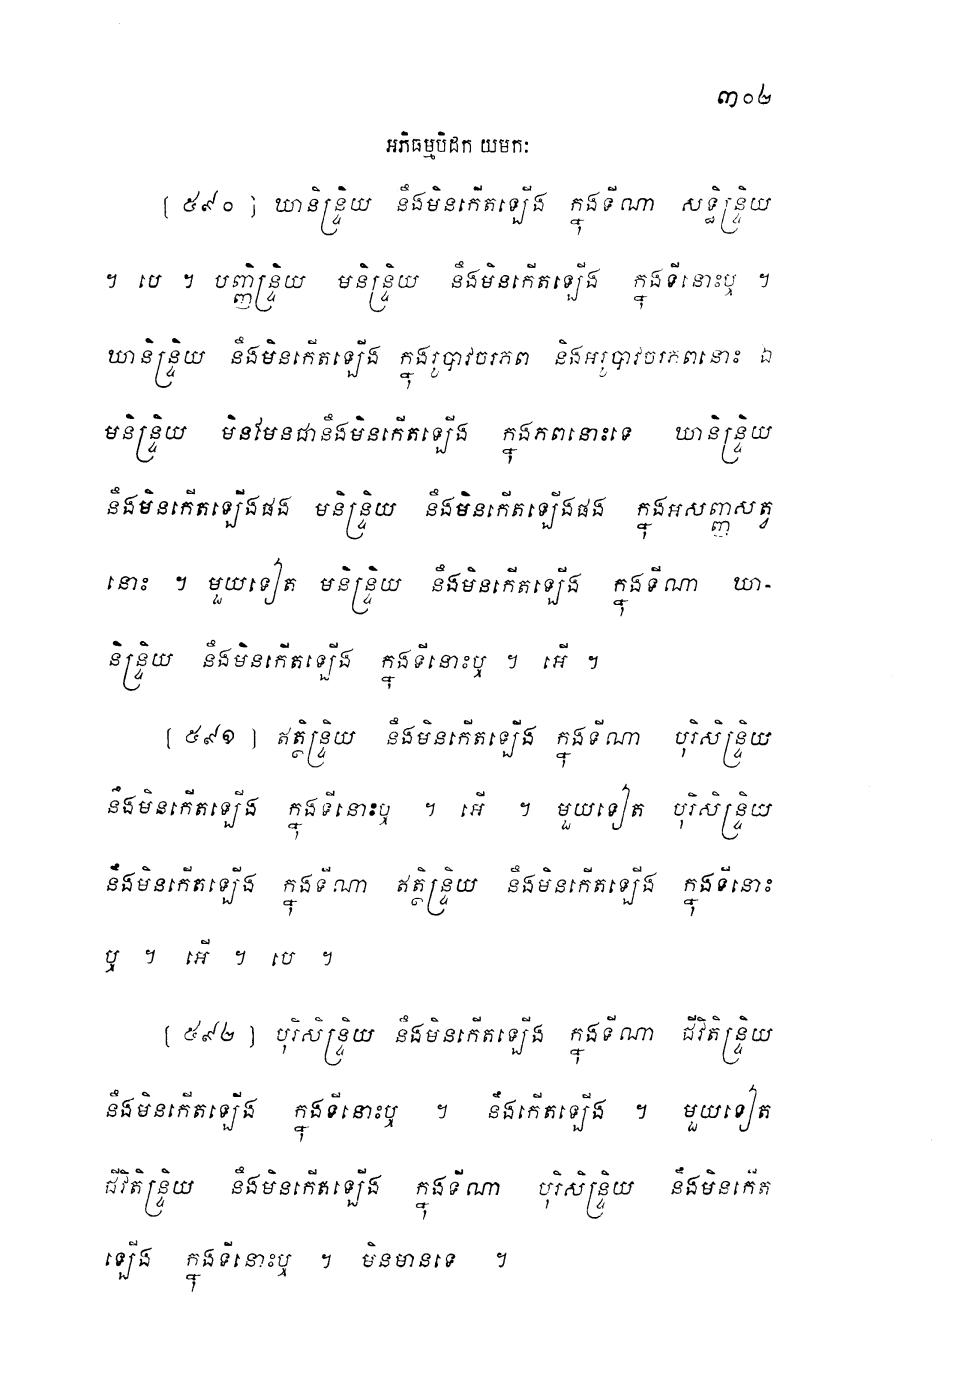 ៣០២
អភិធម្មបិដក យមកៈ
[ ៥៩០ ] ឃានិន្ទ្រិយ នឹងមិនកើតឡើង ក្នុងទីណា សទ្ធិន្ទ្រិយ
។ បេ ។ បញ្ញិន្ទ្រិយ មនិន្ទ្រិយ នឹងមិនកើតឡើង ក្នុងទីនោះឬ ។
ឃានិន្ទ្រិយ នឹងមិនកើតឡើង ក្នុងរូបាវចរភព និងអរូបាវចរភពនោះ ឯ
មនិន្ទ្រិយ មិនមែនជានឹងមិនកើតឡើង ក្នុងភពនោះទេ ឃានិន្ទ្រិយ
នឹងមិនកើតឡើងផង មនិន្ទ្រិយ នឹងមិនកើតឡើងផង ក្នុងអសញ្ញសត្វ
នោះ ។ មួយទៀត មនិន្ទ្រិយ នឹងមិនកើតឡើង ក្នុងទីណា ឃា-
និន្ទ្រិយ នឹងមិនកើតឡើង ក្នុងទីនោះឬ ។ អើ ។
[ ៥៩១ ] ឥត្ថិន្ទ្រិយ នឹងមិនកើតឡើង ក្នុងទីណា បុរិសិន្ទ្រិយ
នឹងមិនកើតឡើង ក្នុងទីនោះឬ ។ អើ ។ មួយទៀត បុរិសិន្ទ្រិយ
នឹងមិនកើតឡើង ក្នុងទីណា ឥត្ថិន្ទ្រិយ នឹងមិនកើតឡើង ក្នុងទីនោះ
ឬ ។ អើ ។ បេ ។
[ ៥៩២ ] បុរិសិន្ទ្រិយ នឹងមិនកើតឡើង ក្នុងទីណា ជីវិតិន្ទ្រិយ
នឹងមិនកើតឡើង ក្នុងទីនោះឬ ។ នឹងកើតឡើង ។ មួយទៀត
ជីវិតិន្ទ្រិយ នឹងមិនកើតឡើង ក្នុងទីណា បុរិសិន្ទ្រិយ នឹងមិនកើត
ឡើង ក្នុងទីនោះឬ ។ មិនមានទេ ។